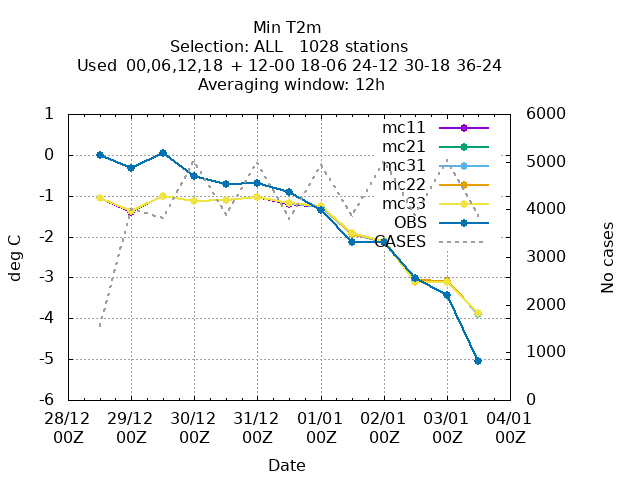 Min T2m
Selection: ALL   1028 stations
Used  00,06,12,18  + 12-00 18-06 24-12 30-18 36-24
Averaging window: 12h
1
0
-1
-2
-3
-4
-5
-6
deg C
6000
5000
4000
3000
2000
1000
0
No cases
mc11
mc21
mc31
mc22
mc33
OBS
CASES
28/12 00Z
29/12 00Z
30/12 00Z
31/12 00Z
01/01 00Z
02/01 00Z
03/01 00Z
04/01 00Z
Date